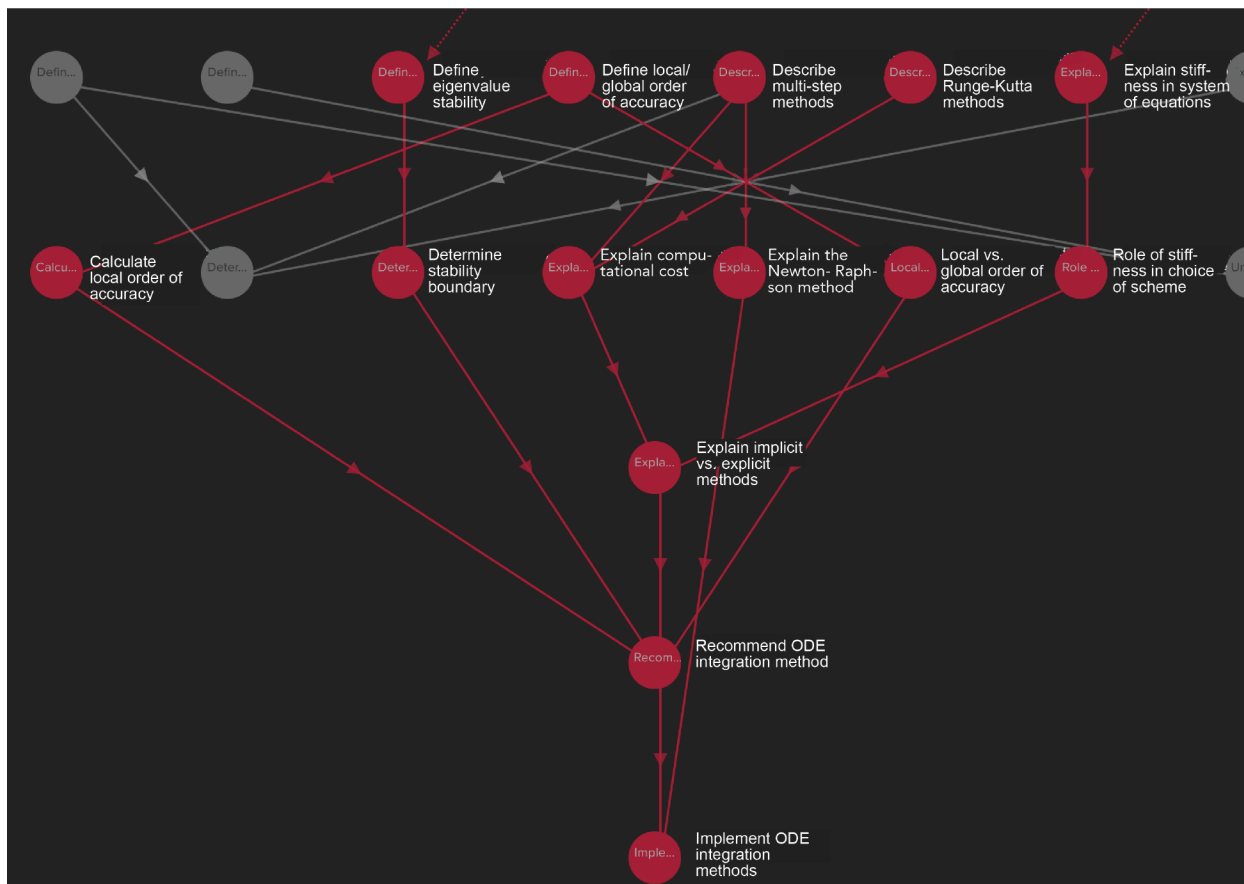 Defin...
Defin...
Defin...
Define
eigenvalue
stability
Defin...
Define local/
global order
of accuracy
Descr...
Describe
multi-step
methods
Descr...
Describe
Runge-Kutta
methods
Expla...
Explain stiff-
ness in system
of equations
Calcu...
Calculate
local order of
accuracy
Deter...
Deter...
Determine
stability
boundary
Expla...
Explain compu-
tational cost
Expla...
Explain the
Newton- Raph-
son method
Local...
Local vs.
global order of
accuracy
Role ...
Role of stiff-
ness in choice
of scheme
Expla...
Explain implicit
vs. explicit
methods
Recom...
Recommend ODE
integration method
Imple...
Implement ODE
integration
methods